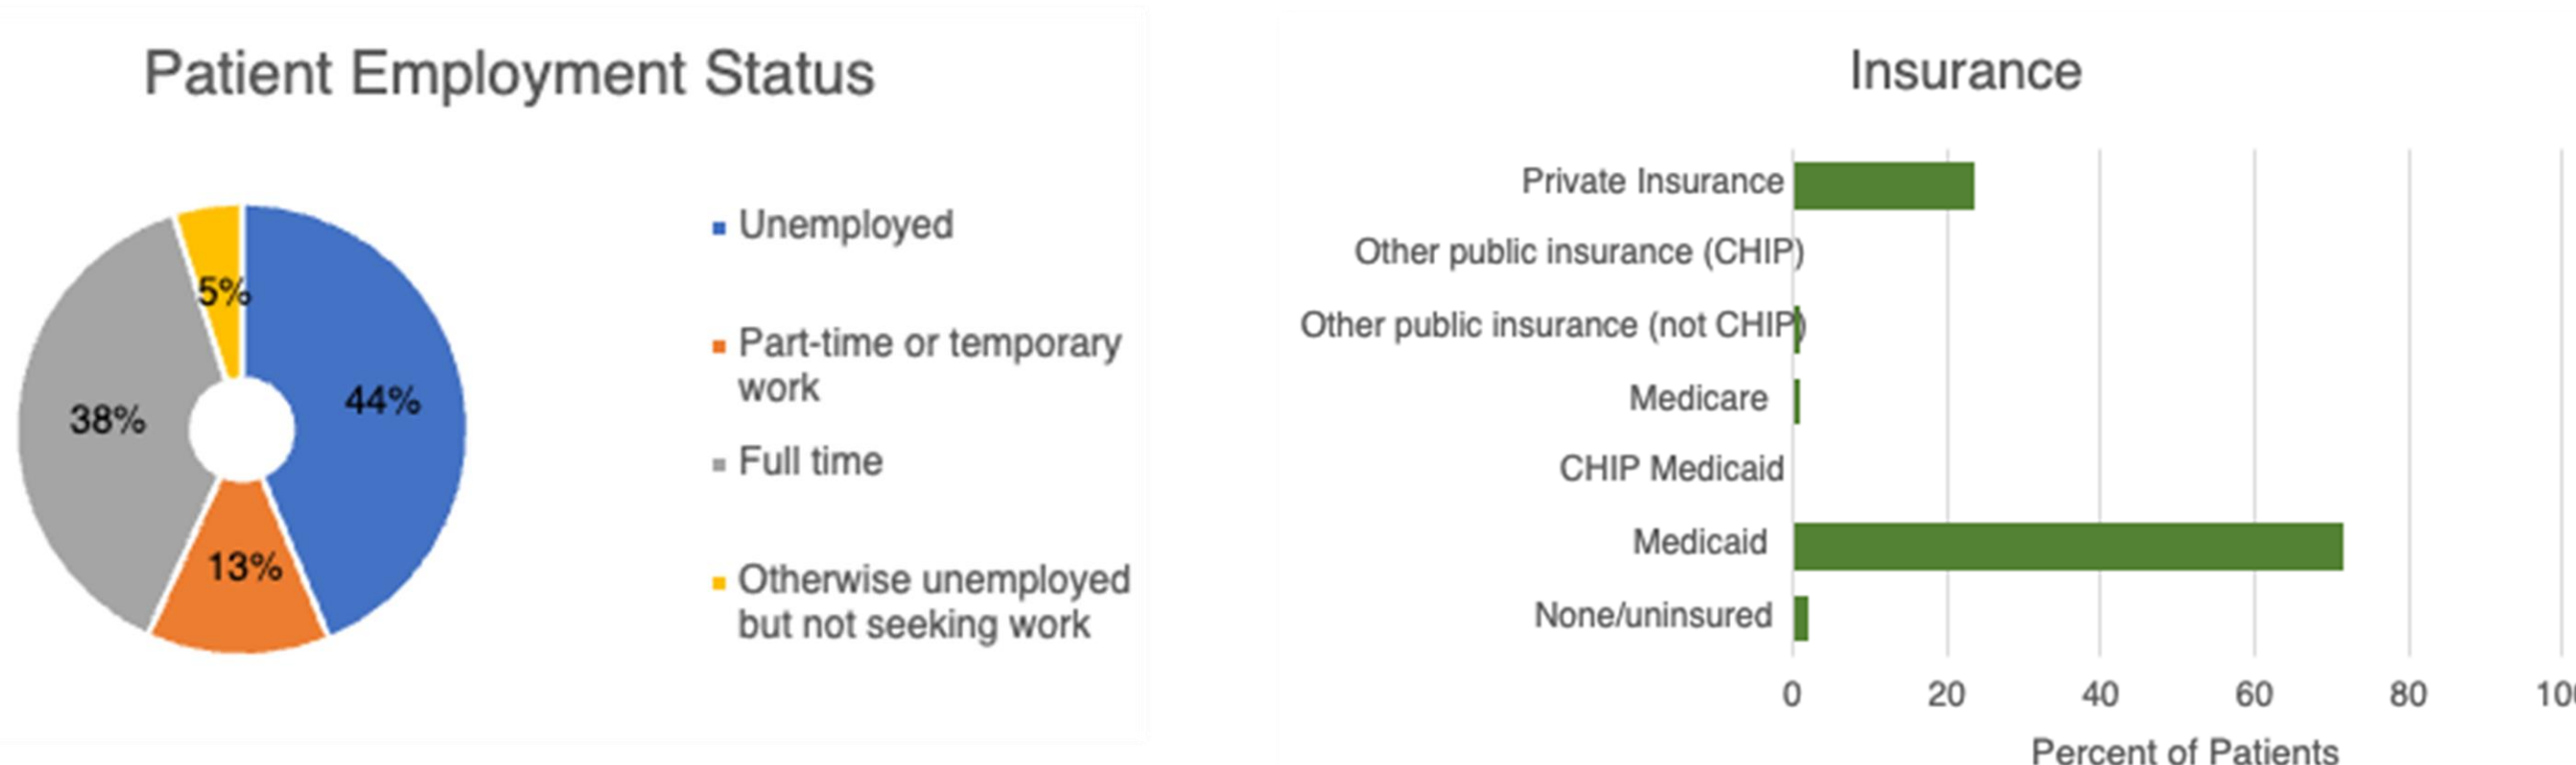 Patient Employment Status
44%
13%
38%
5%
Unemployed
Part-time or temporary
work
Full time
Otherwise unemployed
but not seeking work
Insurance
Private Insurance
Other public insurance (CHIP)
Other public insurance (not CHIP)
Medicare
CHIP Medicaid
Medicaid
None/uninsured
0 20 40 60 80
Percent of Patients